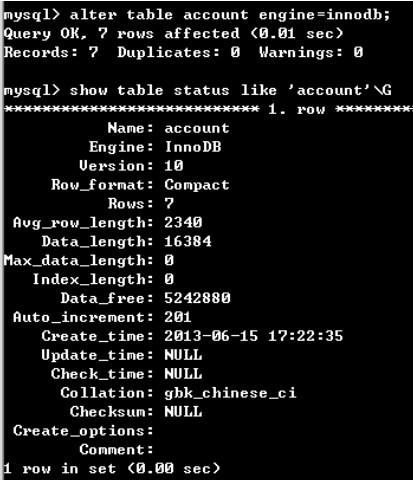 mysql> alter table account engine=innodb;
Query OK, 7 rows affected (0.01 sec)
Records: 7  Duplicates: 0  Warnings: 0
mysql> show table status like 'account'\G
*************************** 1. row ********
Name: account
Engine: InnoDB
Version: 10
Row_format: Compact
Rows: 7
Avg_row_length: 2340
Data_length: 16384
Max_data_length: 0
Index_length: 0
Data_free: 5242880
Auto_increment: 201
Create_time: 2013-06-15 17:22:35
Update_time: NULL
Check_time: NULL
Collation: gbk_chinese_ci
Checksum: NULL
Create_options:
Comment:
1 row in set (0.00 sec)